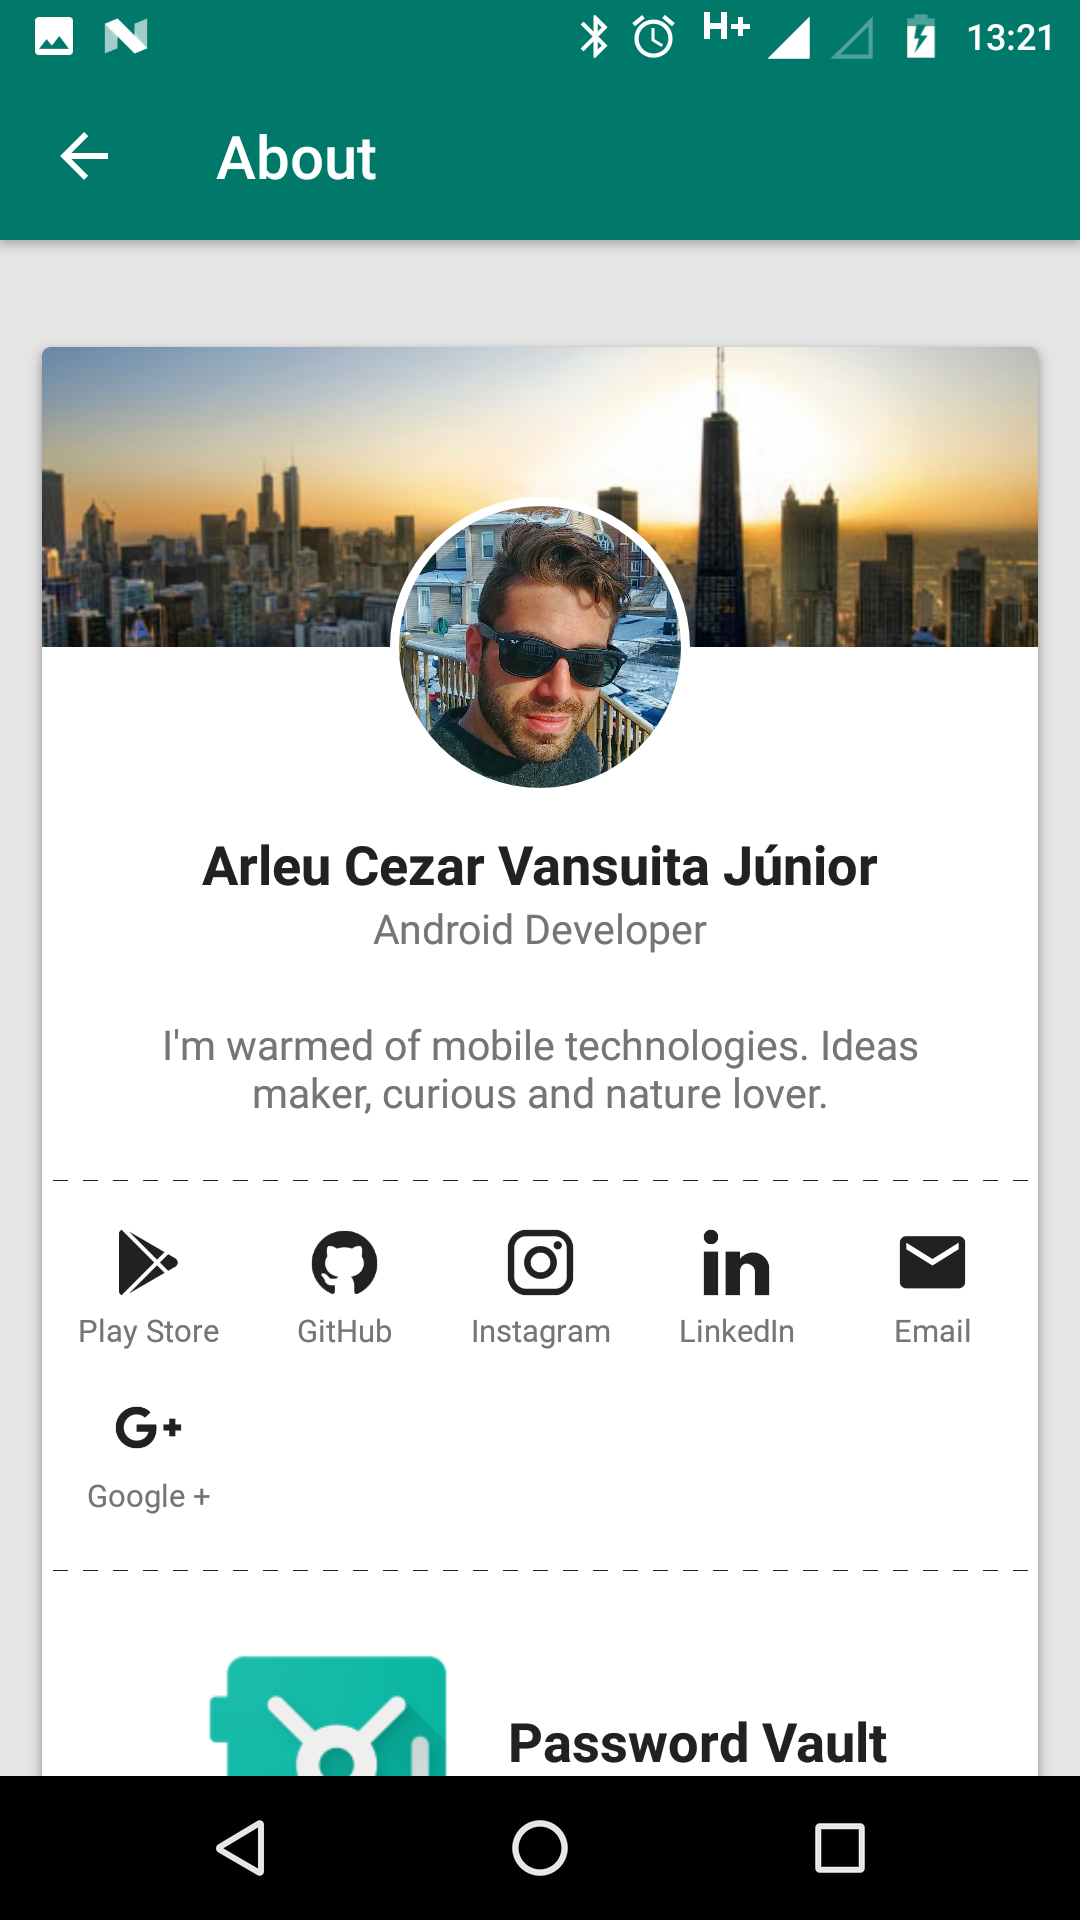 H+ 13:21
About
Arleu Cezar Vansuita Júnior
Android Developer
I'm warmed of mobile technologies. Ideas
maker, curious and nature lover.
Play Store GitHub Instagram LinkedIn Email
Google +
Password Vault